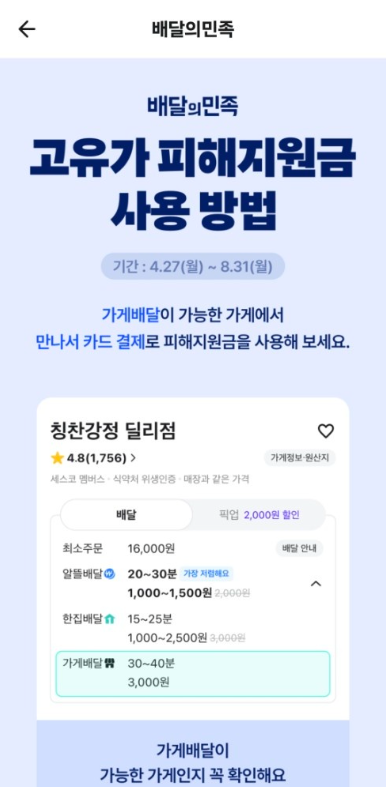 배달의민족
배달의민족
고유가 피해지원금
사용 방법
기간 : 4.27(월) ~ 8.31(월)
가게배달이 가능한 가게에서
만나서 카드 결제로 피해지원금을 사용해 보세요.
칭찬강정 딜리점
4.8(1,756)
가게정보·원산지
세스코 멤버스 · 식약처 위생인증 · 매장과 같은 가격
배달
픽업 2,000원 할인
최소주문 16,000원 배달 안내
알뜰배달 20~30분 가장 저렴해요
1,000~1,500원 2,000원
한집배달 15~25분
1,000~2,500원 3,000원
가게배달 30~40분
3,000원
가게배달이
가능한 가게인지 꼭 확인해요